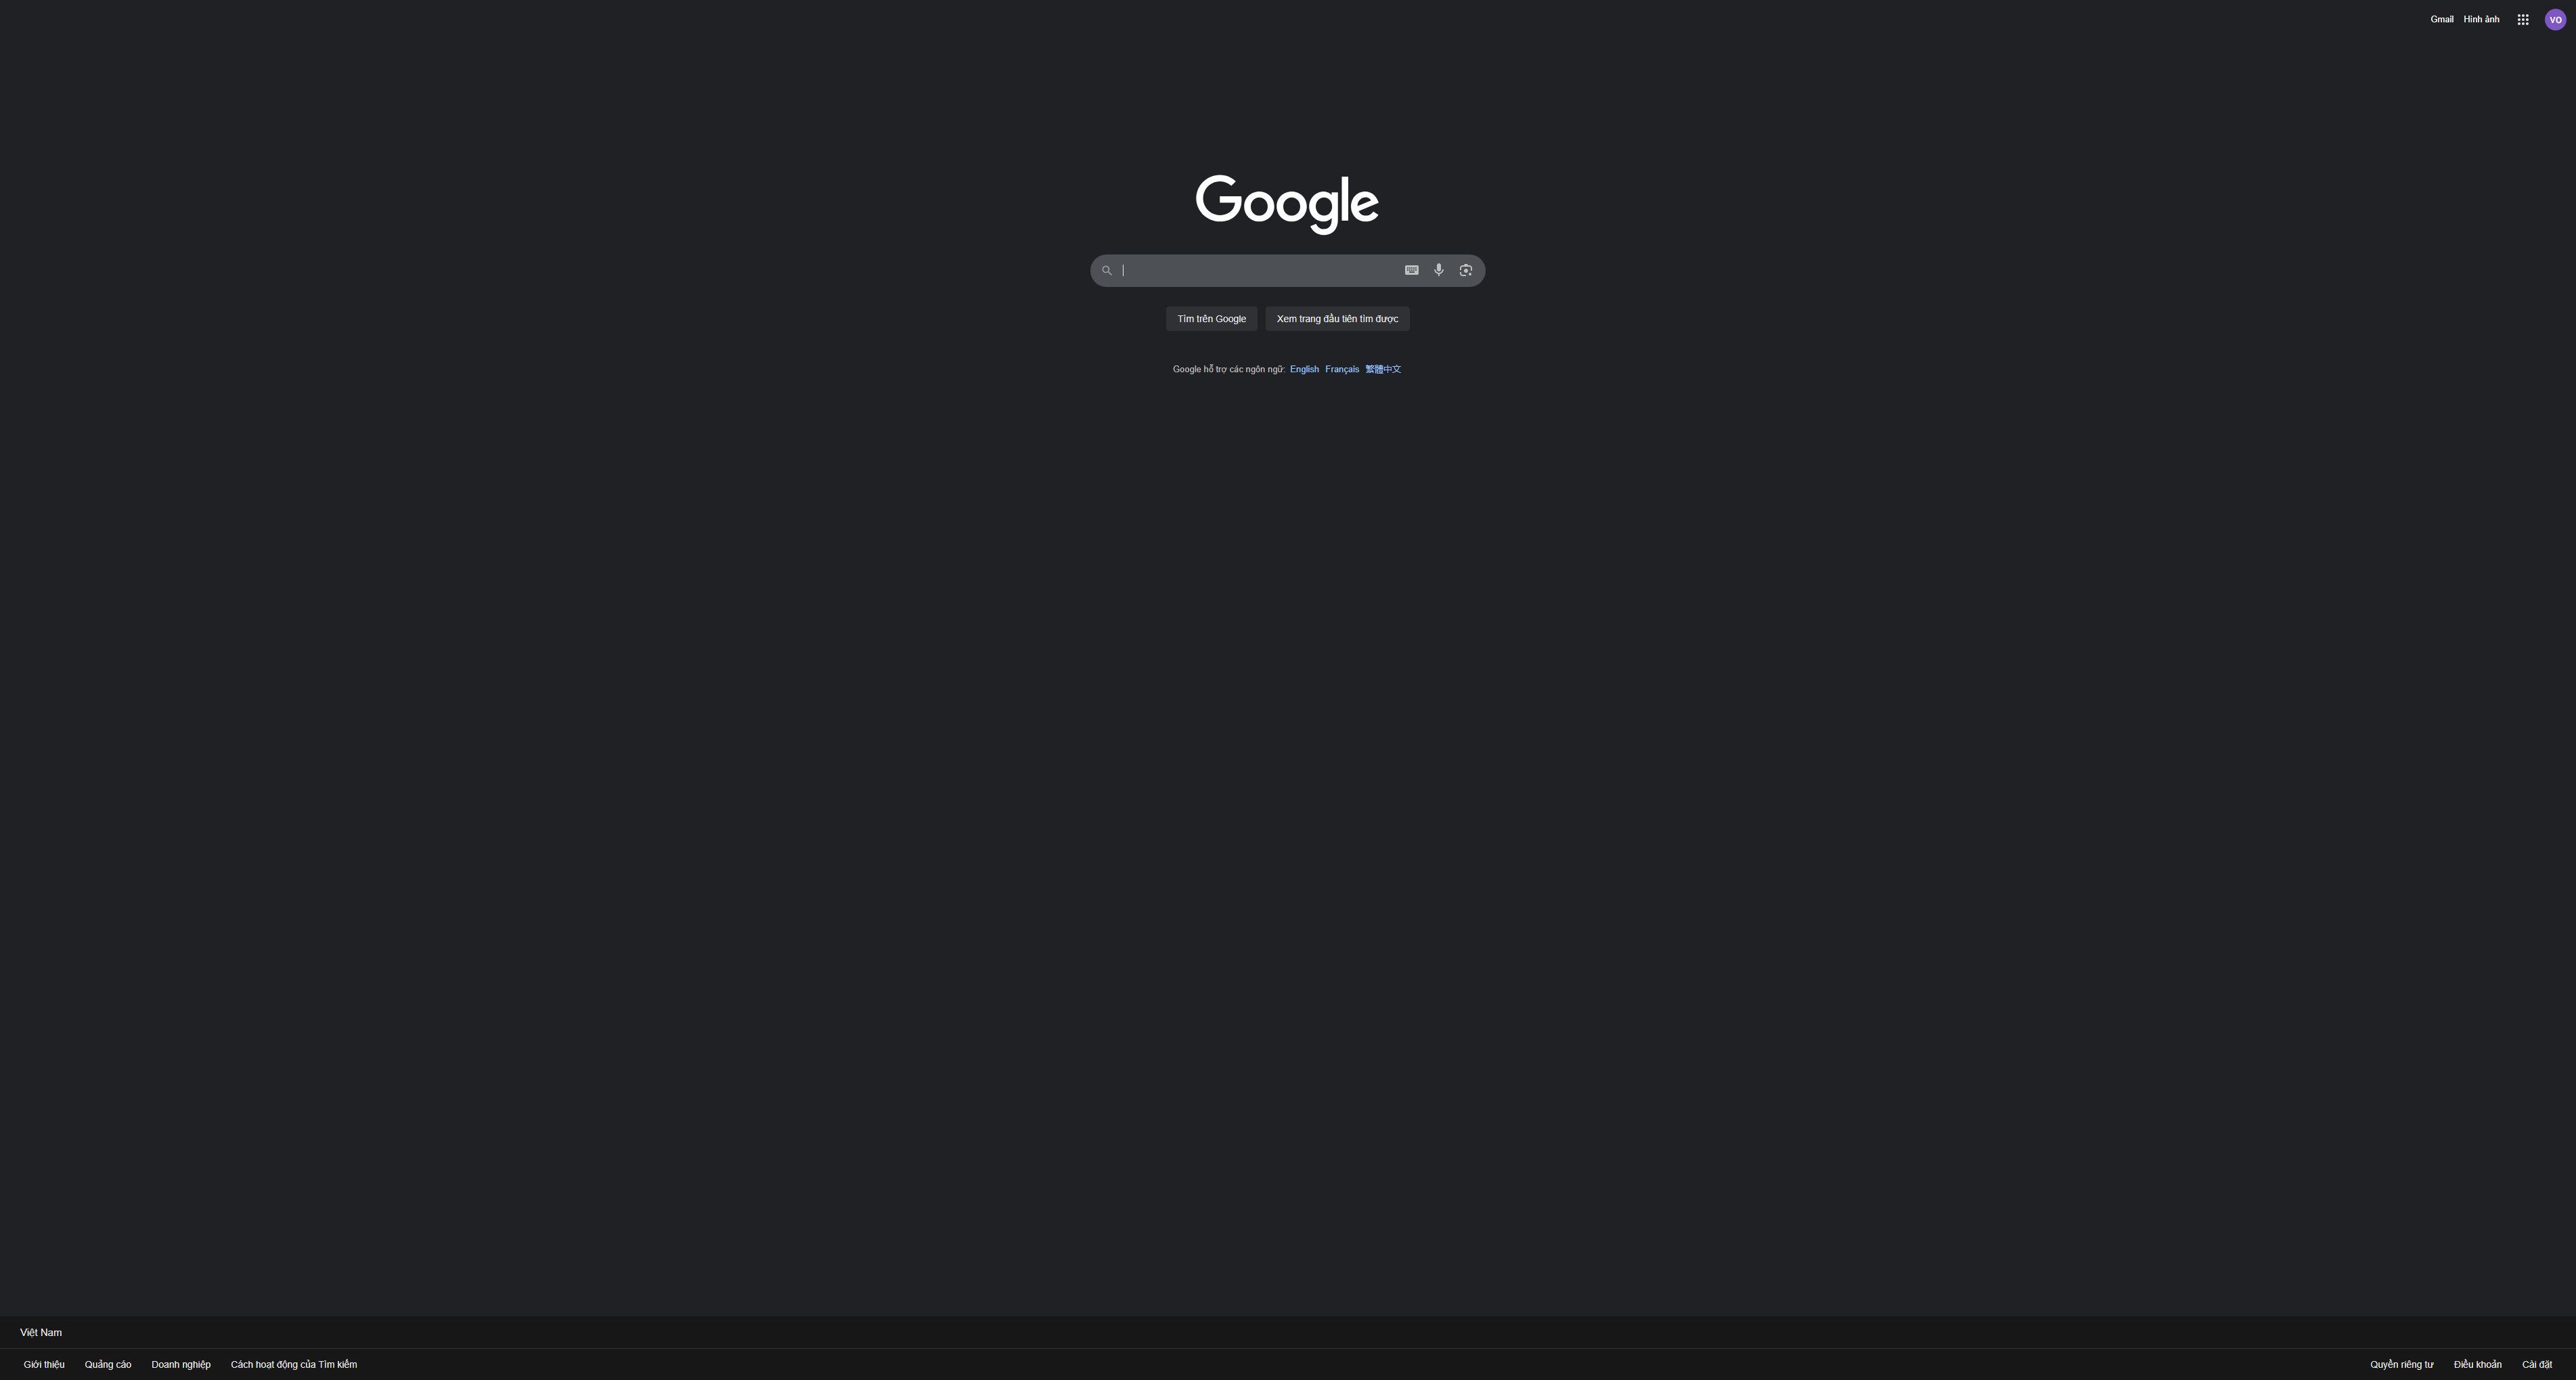 Gmail Hình ảnh
VO
Google
Tìm trên Google Xem trang đầu tiên tìm được
Google hỗ trợ các ngôn ngữ: English Français 繁體中文
Việt Nam
Giới thiệu Quảng cáo Doanh nghiệp Cách hoạt động của Tìm kiếm Quyền riêng tư Điều khoản Cài đặt